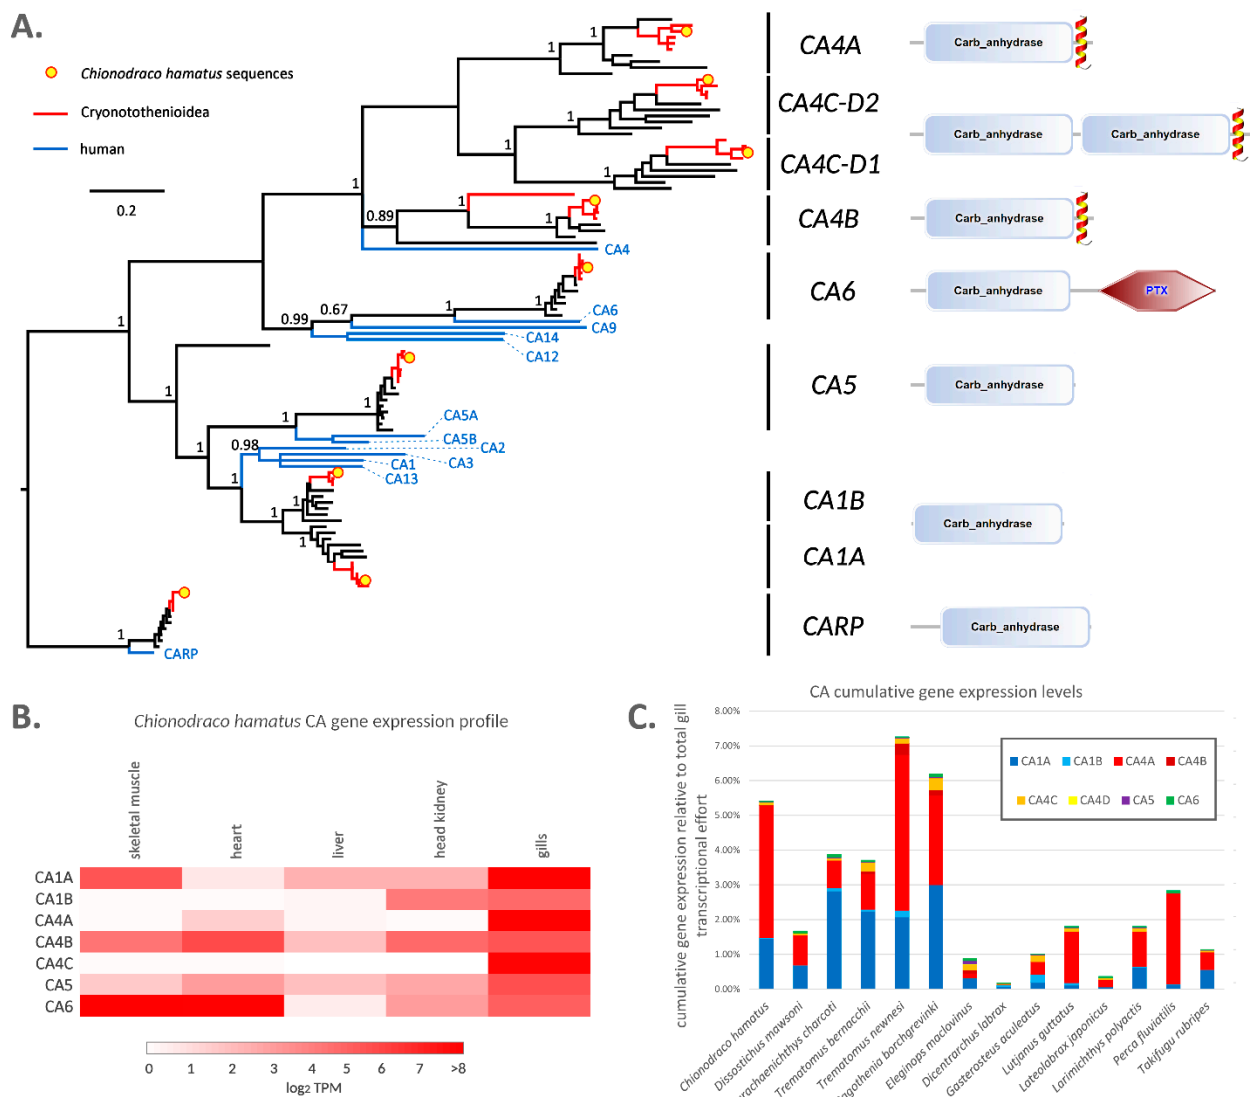 A.
Chionodraco hamatus sequences
Cryonotothenioidea
human
0.2
1
1
1
1
1
0.89
1
1
CA4
1
0.99
0.67
1
1
CA6
CA9
CA14
CA12
1
1
1
1
CA5A
CA5B
0.98
CA2
CA3
CA1
CA13
1
1
1
1
CARP
CA4A
CA4C-D2
CA4C-D1
CA4B
CA6
CA5
CA1B
CA1A
CARP
Carb_anhydrase
Carb_anhydrase Carb_anhydrase
Carb_anhydrase
Carb_anhydrase PTX
Carb_anhydrase
Carb_anhydrase
Carb_anhydrase
B.
Chionodraco hamatus CA gene expression profile
skeletal muscle
heart
liver
head kidney
gills
CA1A
CA1B
CA4A
CA4B
CA4C
CA5
CA6
0 1 2 3 4 5 6 7 >8
log2 TPM
C.
CA cumulative gene expression levels
cumulative gene expression relative to total gill
transcriptional effort
8.00%
7.00%
6.00%
5.00%
4.00%
3.00%
2.00%
1.00%
0.00%
CA1A CA1B CA4A CA4B
CA4C CA4D CA5 CA6
Chionodraco hamatus
Dissostichus mawsoni
Trematomus bernacchii
Trematomus newnesi
Eleginops maclovinus
Dicentrarchus labrax
Gasterosteus aculeatus
Lutjanus guttatus
Lateolabrax japonicus
Larimichthys polyactis
Perca fluviatilis
Takifugu rubripes